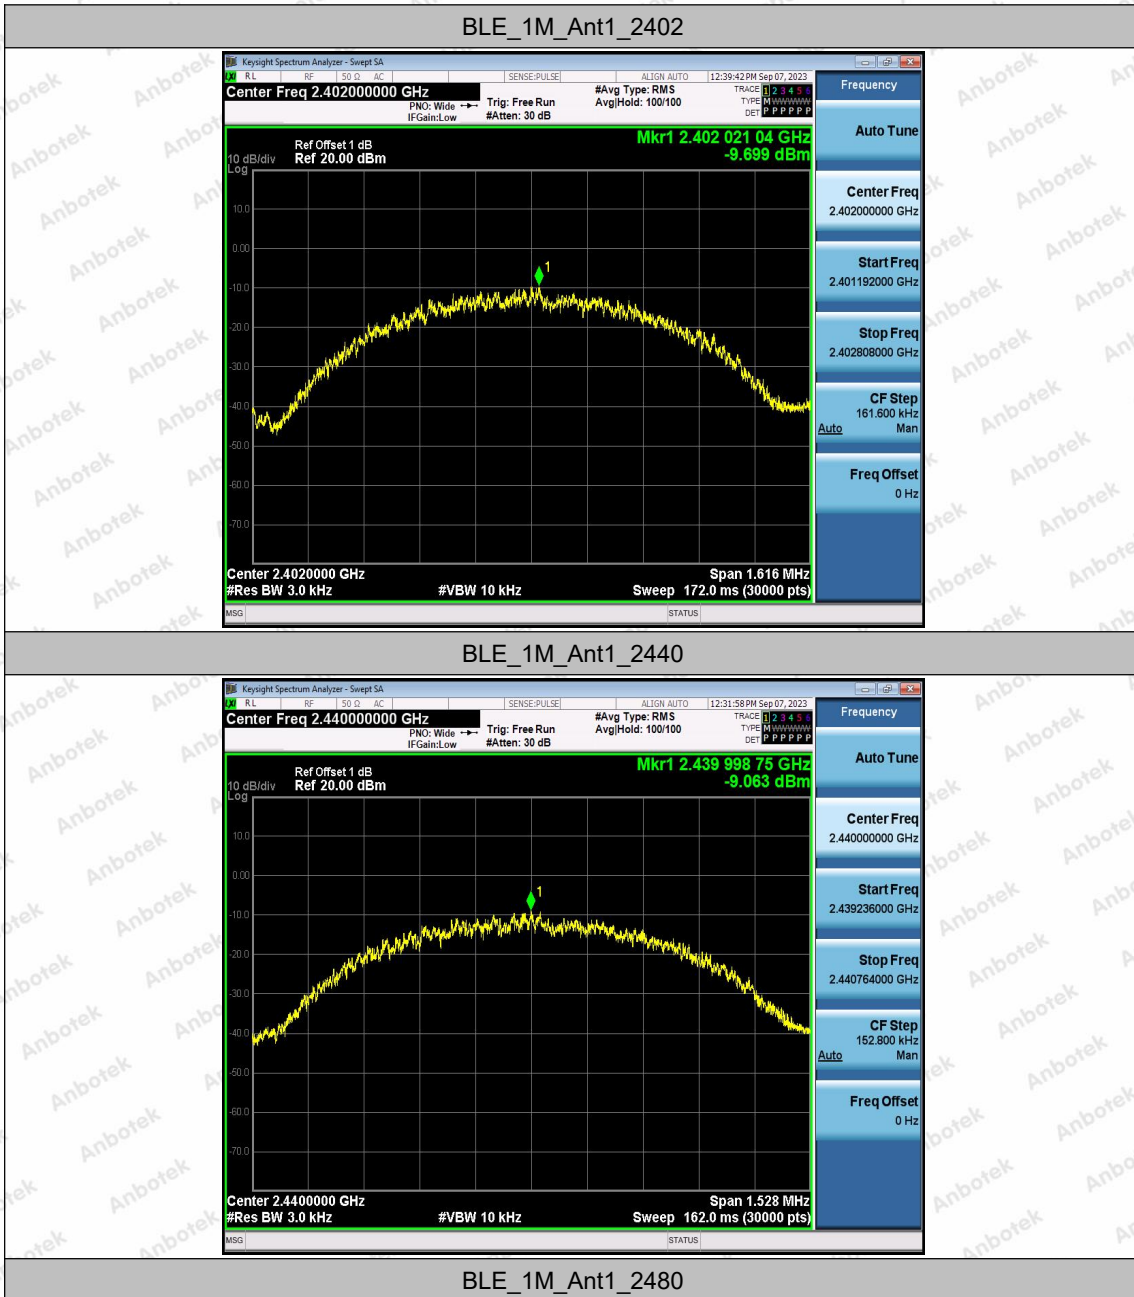 BLE_1M_Ant1_2402
Keysight Spectrum Analyzer - Swept SA
LXI RL RF 50 Ω AC SENSE:PULSE ALIGN AUTO 12:39:42 PM Sep 07, 2023
Center Freq 2.402000000 GHz
PNO: Wide
IFGain:Low
Trig: Free Run
#Atten: 30 dB
#Avg Type: RMS
Avg|Hold: 100/100
TRACE 1 2 3 4 5 6
TYPE M WWWWW
DET P P P P P P
Frequency
Auto Tune
Center Freq
2.402000000 GHz
Start Freq
2.401192000 GHz
Stop Freq
2.402808000 GHz
CF Step
161.600 kHz
Auto Man
Freq Offset
0 Hz
Mkr1 2.402 021 04 GHz
-9.699 dBm
Ref Offset 1 dB
10 dB/div Ref 20.00 dBm
Log
10.0
0.00
-10.0
-20.0
-30.0
-40.0
-50.0
-60.0
-70.0
1
Center 2.4020000 GHz Span 1.616 MHz
#Res BW 3.0 kHz #VBW 10 kHz Sweep 172.0 ms (30000 pts)
MSG STATUS
BLE_1M_Ant1_2440
Keysight Spectrum Analyzer - Swept SA
LXI RL RF 50 Ω AC SENSE:PULSE ALIGN AUTO 12:31:58 PM Sep 07, 2023
Center Freq 2.440000000 GHz
PNO: Wide
IFGain:Low
Trig: Free Run
#Atten: 30 dB
#Avg Type: RMS
Avg|Hold: 100/100
TRACE 1 2 3 4 5 6
TYPE M WWWWW
DET P P P P P P
Frequency
Auto Tune
Center Freq
2.440000000 GHz
Start Freq
2.439236000 GHz
Stop Freq
2.440764000 GHz
CF Step
152.800 kHz
Auto Man
Freq Offset
0 Hz
Mkr1 2.439 998 75 GHz
-9.063 dBm
Ref Offset 1 dB
10 dB/div Ref 20.00 dBm
Log
10.0
0.00
-10.0
-20.0
-30.0
-40.0
-50.0
-60.0
-70.0
1
Center 2.4400000 GHz Span 1.528 MHz
#Res BW 3.0 kHz #VBW 10 kHz Sweep 162.0 ms (30000 pts)
MSG STATUS
BLE_1M_Ant1_2480
Anbotek